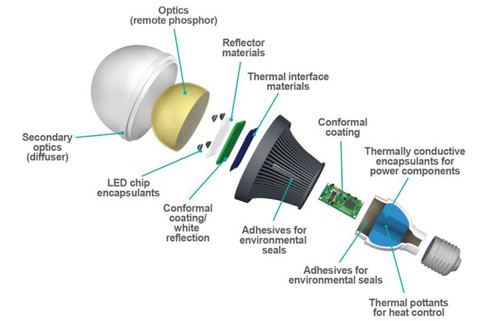 Optics
(remote phosphor)
Reflector
materials
Thermal interface
materials
Conformal
coating
Thermally conductive
encapsulants for
power components
Secondary
optics
(diffuser)
LED chip
encapsulants
Conformal
coating/
white
reflection
Adhesives for
environmental
seals
Adhesives for
environmental seals
Thermal pottants
for heat control